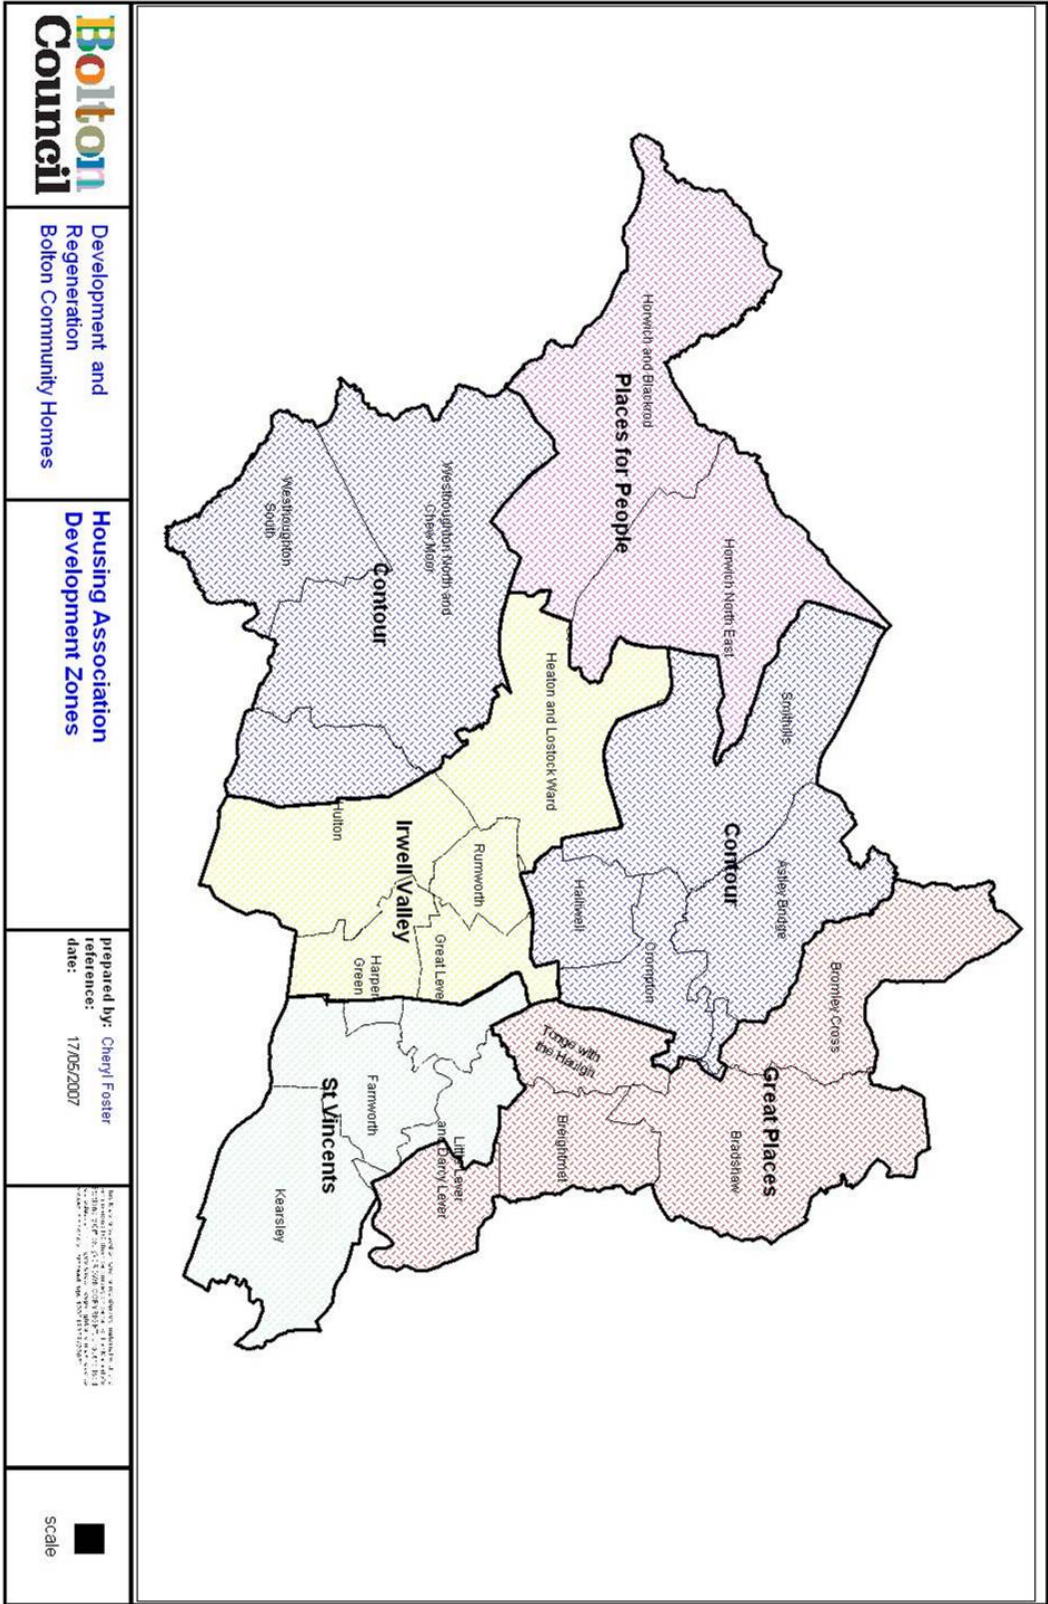 Horwich North East
Smithills
Bromley Cross
Astley Bridge
Horwich and Blackrod
Places for People
Contour
Great Places
Bradshaw
Crompton
Halliwell
Heaton and Lostock Ward
Tonge with
the Haulgh
Breightmet
Westhoughton North and
Chew Moor
Rumworth
Great Leve
Little Lever
and Darcy Lever
Contour
Irwell Valley
Harper
Green
Farnworth
Hulton
St Vincents
Westhoughton
South
Kearsley
Bolton
Council
Development and
Regeneration
Bolton Community Homes
Housing Association
Development Zones
prepared by: Cheryl Foster
reference:
date: 17/05/2007
scale